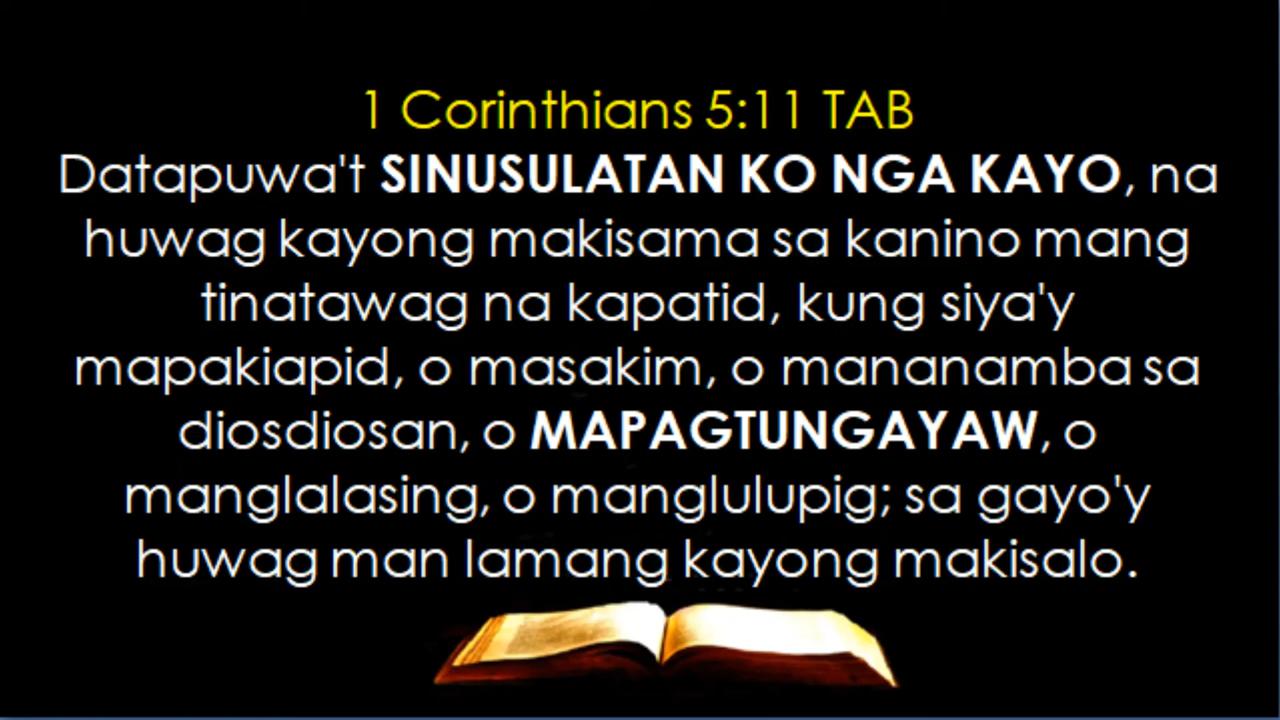 1 Corinthians 5:11 TAB
Datapuwa't SINUSULATAN KO NGA KAYO, na
huwag kayong makisama sa kanino mang
tinatawag na kapatid, kung siya'y
mapakiapid, o masakim, o mananamba sa
diosdiosan, o MAPAGTUNGAYAW, o
manglalasing, o manglulupig; sa gayo'y
huwag man lamang kayong makisalo.